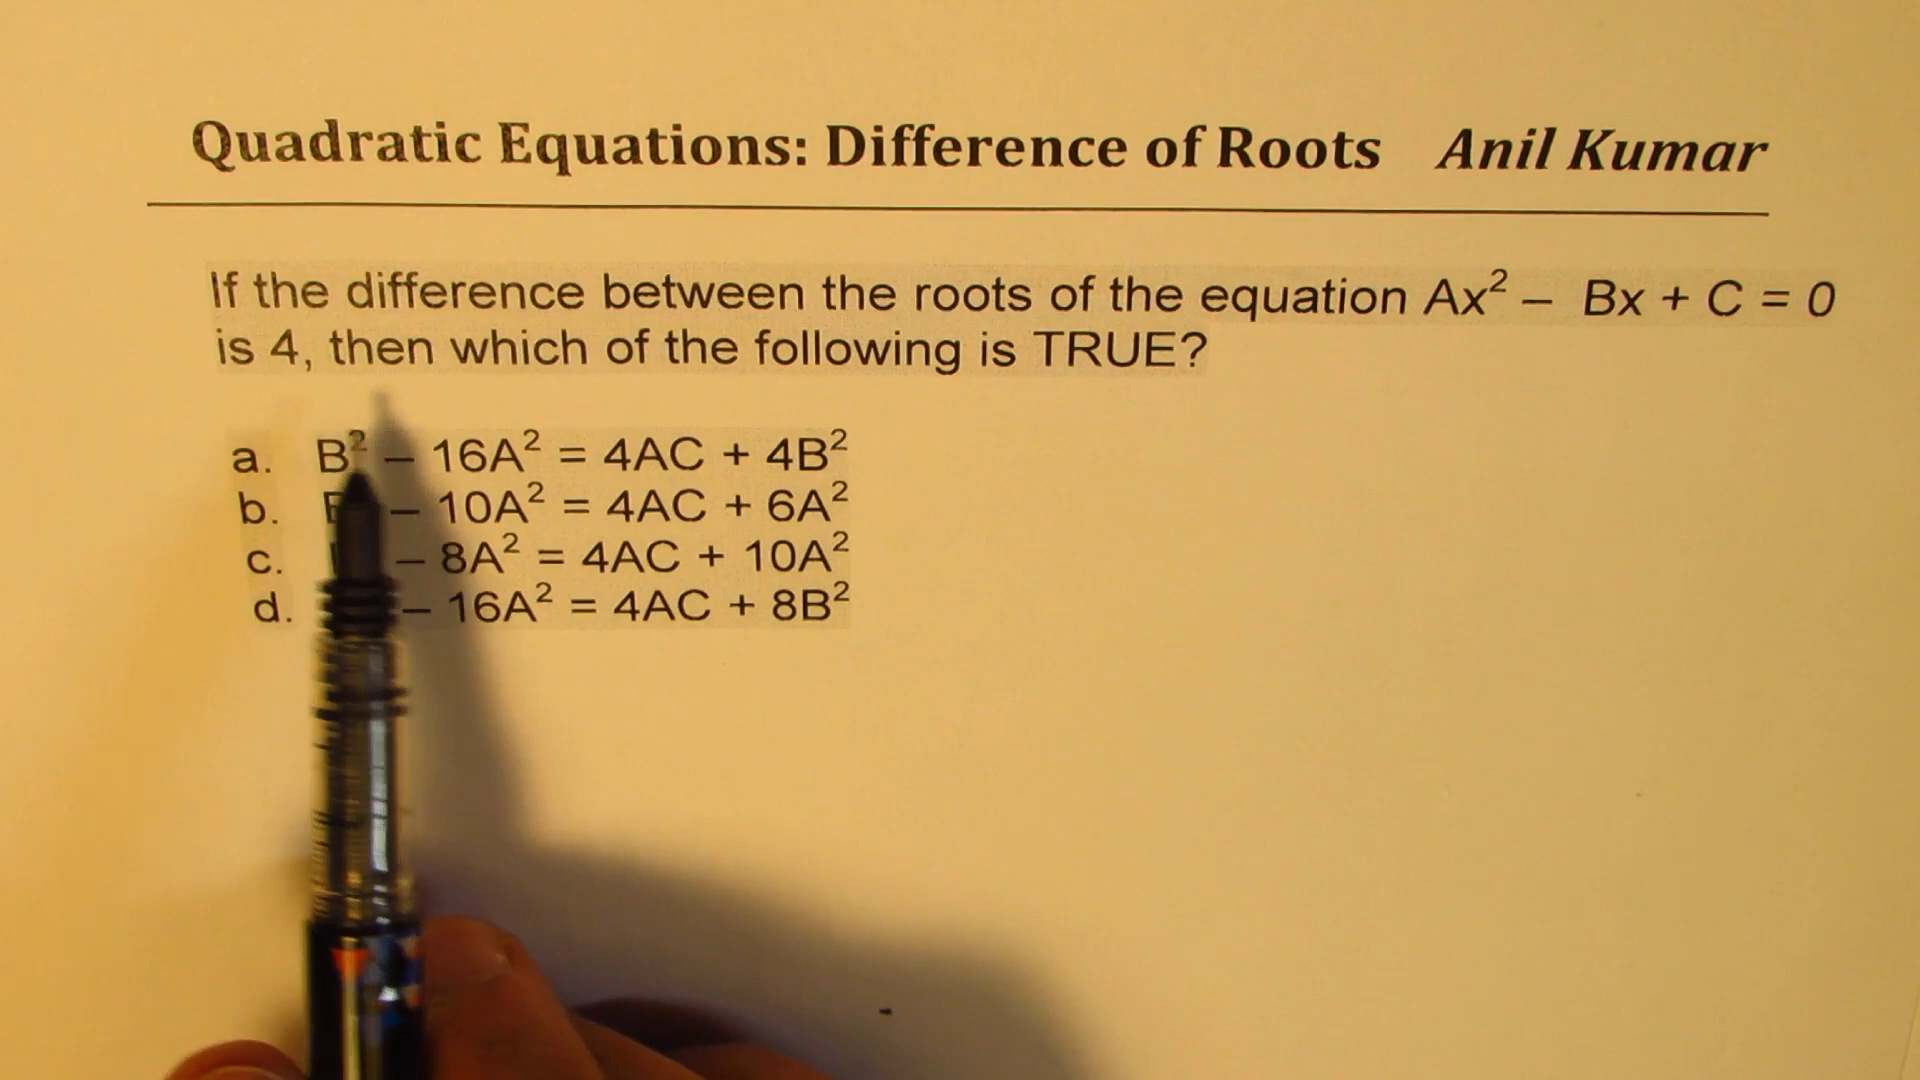 Quadratic Equations: Difference of Roots Anil Kumar
If the difference between the roots of the equation Ax² – Bx + C = 0
is 4, then which of the following is TRUE?
a. B² – 16A² = 4AC + 4B²
b. – 10A² = 4AC + 6A²
c. – 8A² = 4AC + 10A²
d. – 16A² = 4AC + 8B²